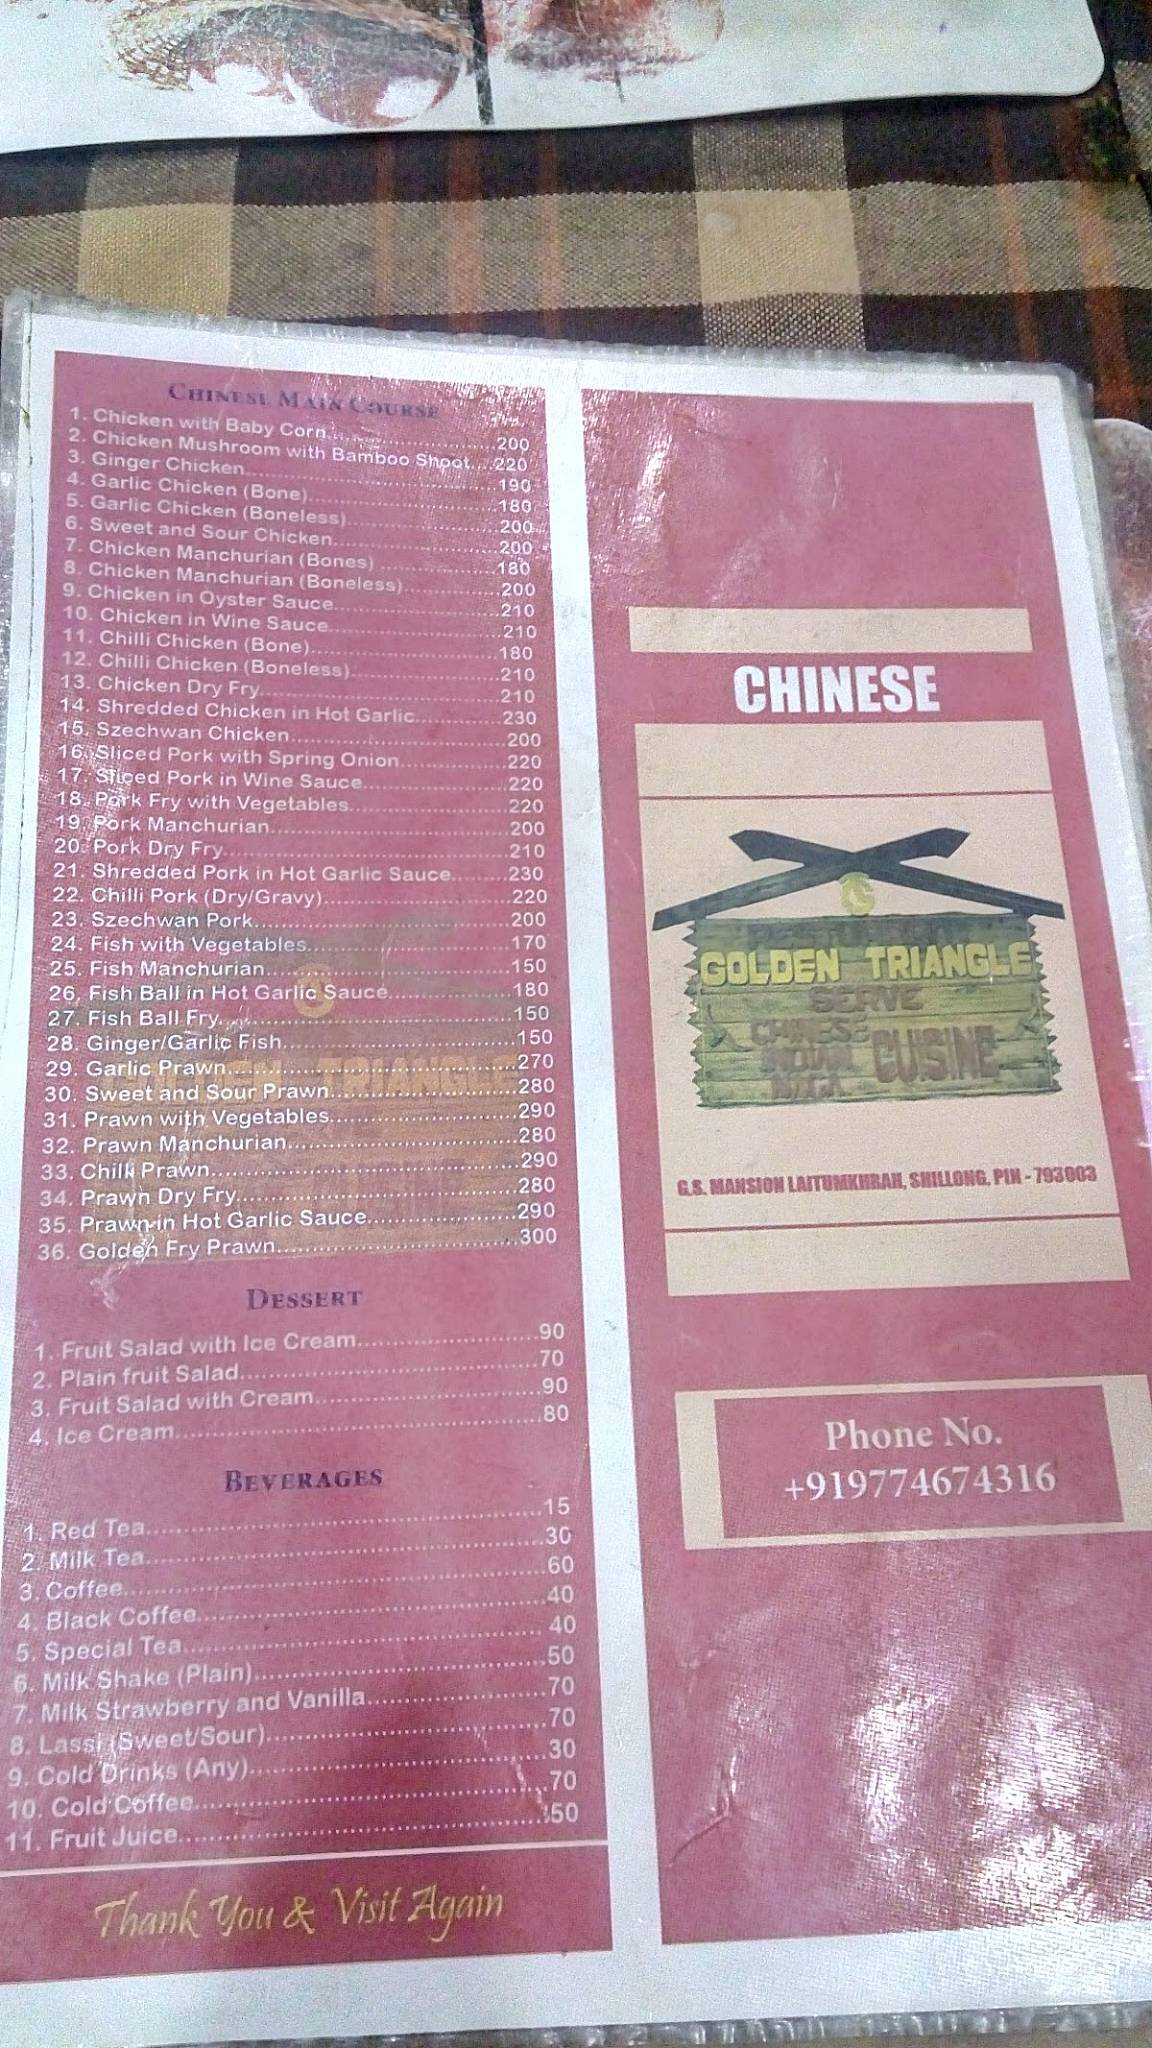 CHINESE MAIN COURSE
1. Chicken with Baby Corn..........200
2. Chicken Mushroom with Bamboo Shoot....220
3. Ginger Chicken..........190
4. Garlic Chicken (Bone)..........180
5. Garlic Chicken (Boneless)..........200
6. Sweet and Sour Chicken..........200
7. Chicken Manchurian (Bones)..........180
8. Chicken Manchurian (Boneless)..........200
9. Chicken in Oyster Sauce..........210
10. Chicken in Wine Sauce..........210
11. Chilli Chicken (Bone)..........180
12. Chilli Chicken (Boneless)..........210
13. Chicken Dry Fry..........210
14. Shredded Chicken in Hot Garlic..........230
15. Szechwan Chicken..........200
16. Sliced Pork with Spring Onion..........220
17. Sliced Pork in Wine Sauce..........220
18. Pork Fry with Vegetables..........220
19. Pork Manchurian..........200
20. Pork Dry Fry..........210
21. Shredded Pork in Hot Garlic Sauce.........230
22. Chilli Pork (Dry/Gravy)..........220
23. Szechwan Pork..........200
24. Fish with Vegetables..........170
25. Fish Manchurian..........150
26. Fish Ball in Hot Garlic Sauce..........180
27. Fish Ball Fry..........150
28. Ginger/Garlic Fish..........150
29. Garlic Prawn..........270
30. Sweet and Sour Prawn..........280
31. Prawn with Vegetables..........290
32. Prawn Manchurian..........280
33. Chilli Prawn..........290
34. Prawn Dry Fry..........280
35. Prawn in Hot Garlic Sauce..........290
36. Golden Fry Prawn..........300
DESSERT
1. Fruit Salad with Ice Cream..........90
2. Plain fruit Salad..........70
3. Fruit Salad with Cream..........90
4. Ice Cream..........80
BEVERAGES
1. Red Tea..........15
2. Milk Tea..........30
3. Coffee..........60
4. Black Coffee..........40
5. Special Tea..........40
6. Milk Shake (Plain)..........50
7. Milk Strawberry and Vanilla..........70
8. Lassi (Sweet/Sour)..........70
9. Cold Drinks (Any)..........30
10. Cold Coffee..........70
11. Fruit Juice..........50
Thank You & Visit Again
CHINESE
RESTAURANT
GOLDEN TRIANGLE
SERVE
CHINESE
INDIAN CUISINE
G.S. MANSION LAITUMKHRAH, SHILLONG, PIN - 793003
Phone No.
+919774674316